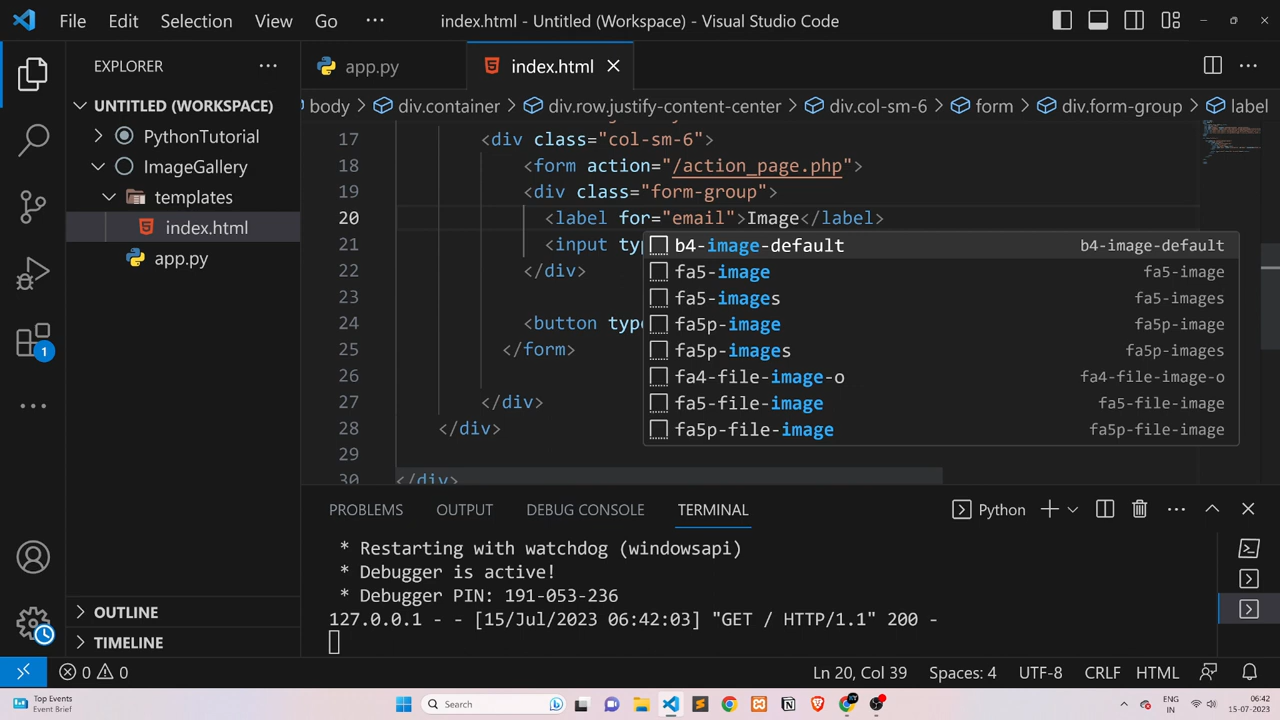 File Edit Selection View Go ··· index.html - Untitled (Workspace) - Visual Studio Code
EXPLORER ···
UNTITLED (WORKSPACE)
PythonTutorial
ImageGallery
templates
index.html
app.py
OUTLINE
TIMELINE
1
app.py index.html
body div.container div.row.justify-content-center div.col-sm-6 form div.form-group label
17 <div class="col-sm-6">
18 <form action="/action_page.php">
19 <div class="form-group">
20 <label for="email">Image</label>
21 <input ty
22 </div>
23
24 <button type
25 </form>
26
27 </div>
28 </div>
29
30 </div>
b4-image-default b4-image-default
fa5-image fa5-image
fa5-images fa5-images
fa5p-image fa5p-image
fa5p-images fa5p-images
fa4-file-image-o fa4-file-image-o
fa5-file-image fa5-file-image
fa5p-file-image fa5p-file-image
PROBLEMS OUTPUT DEBUG CONSOLE TERMINAL Python
* Restarting with watchdog (windowsapi)
* Debugger is active!
* Debugger PIN: 191-053-236
127.0.0.1 - - [15/Jul/2023 06:42:03] "GET / HTTP/1.1" 200 -
0 0 Ln 20, Col 39 Spaces: 4 UTF-8 CRLF HTML
Top Events
Event Brief
Search
ENG
IN
06:42
15-07-2023